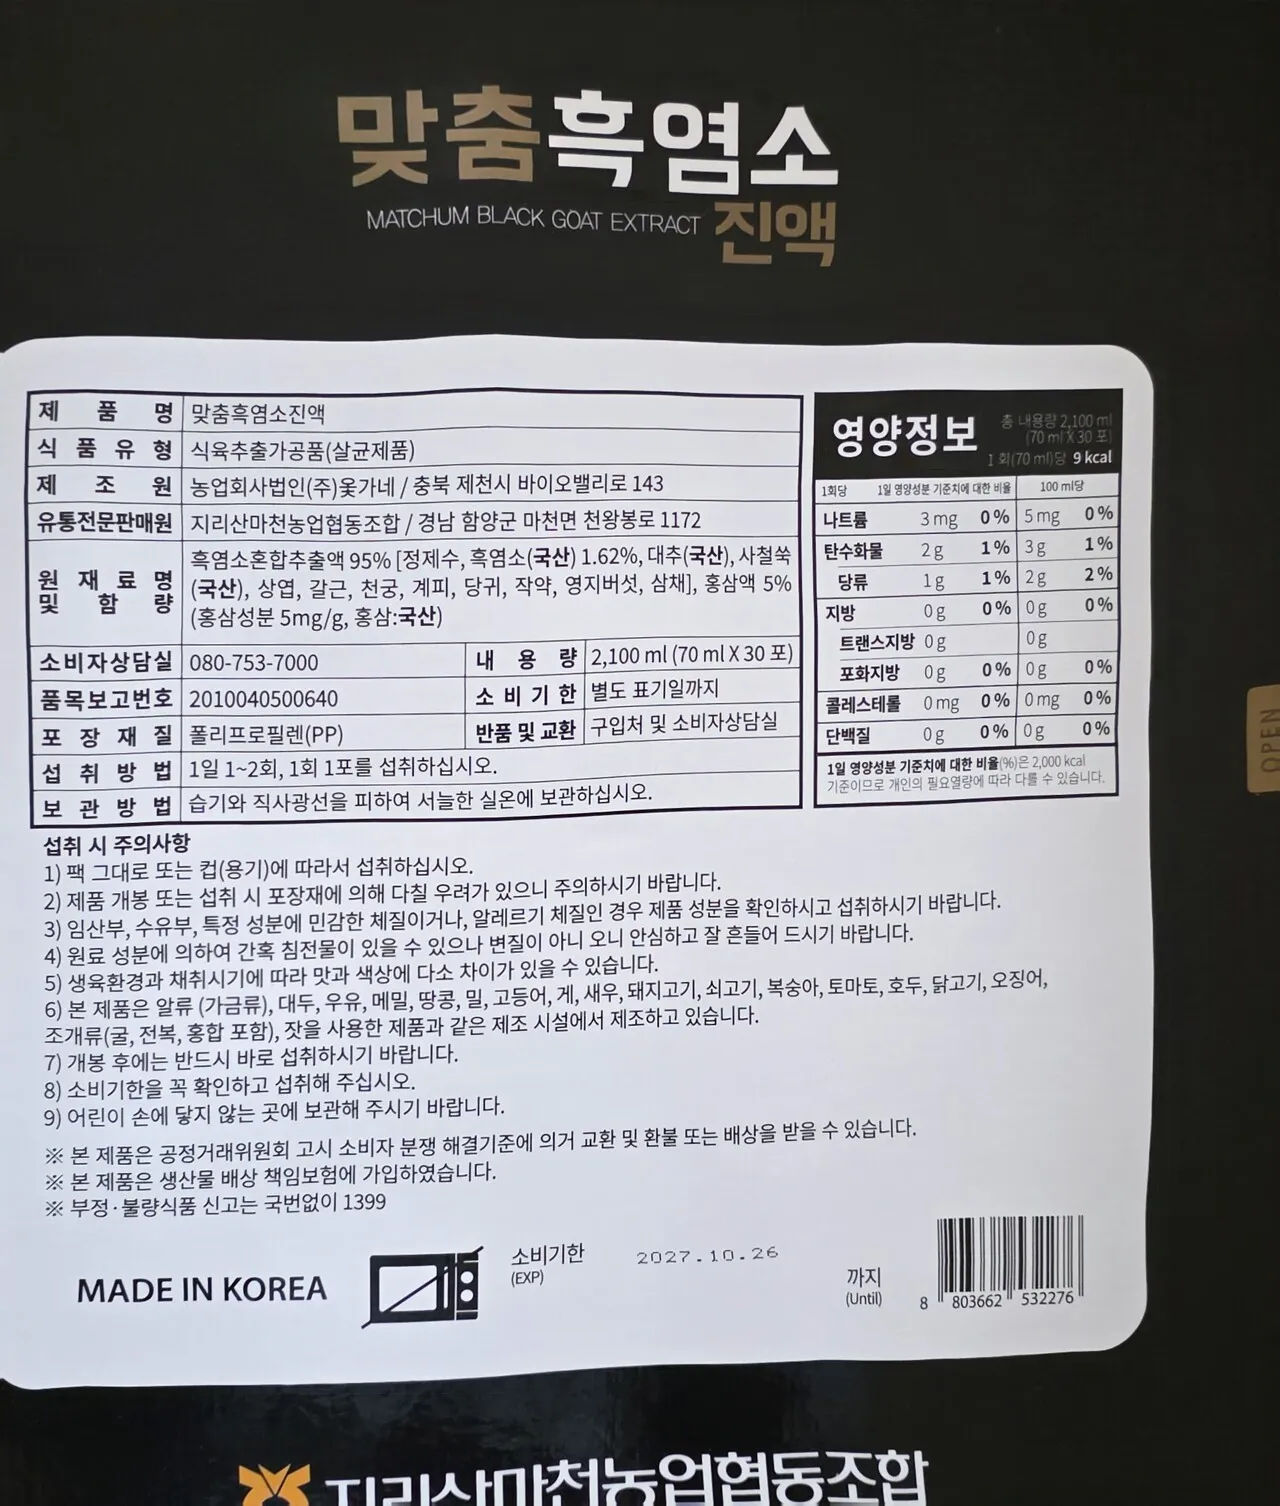 맞춤흑염소
MATCHUM BLACK GOAT EXTRACT 진액
제 품 명 맞춤흑염소진액
식 품 유 형 식육추출가공품(살균제품)
제 조 원 농업회사법인(주)옻가네 / 충북 제천시 바이오밸리로 143
유통전문판매원 지리산마천농업협동조합 / 경남 함양군 마천면 천왕봉로 1172
원 재 료 명 및 함 량 흑염소혼합추출액 95% [정제수, 흑염소(국산) 1.62%, 대추(국산), 사철쑥
(국산), 상엽, 갈근, 천궁, 계피, 당귀, 작약, 영지버섯, 삼채], 홍삼액 5%
(홍삼성분 5mg/g, 홍삼:국산)
소비자상담실 080-753-7000 내 용 량 2,100 ml (70 ml X 30 포)
품목보고번호 2010040500640 소 비 기 한 별도 표기일까지
포 장 재 질 폴리프로필렌(PP) 반품 및 교환 구입처 및 소비자상담실
섭 취 방 법 1일 1~2회, 1회 1포를 섭취하십시오.
보 관 방 법 습기와 직사광선을 피하여 서늘한 실온에 보관하십시오.
영양정보
총 내용량 2,100 ml
(70 ml X 30 포)
1 회(70 ml)당 9 kcal
1회당 1일 영양성분 기준치에 대한 비율 100 ml당
나트륨 3 mg 0 % 5 mg 0 %
탄수화물 2 g 1 % 3 g 1 %
당류 1 g 1 % 2 g 2 %
지방 0 g 0 % 0 g 0 %
트랜스지방 0 g 0 g
포화지방 0 g 0 % 0 g 0 %
콜레스테롤 0 mg 0 % 0 mg 0 %
단백질 0 g 0 % 0 g 0 %
1일 영양성분 기준치에 대한 비율(%)은 2,000 kcal
기준이므로 개인의 필요열량에 따라 다를 수 있습니다.
OPEN
섭취 시 주의사항
1) 팩 그대로 또는 컵(용기)에 따라서 섭취하십시오.
2) 제품 개봉 또는 섭취 시 포장재에 의해 다칠 우려가 있으니 주의하시기 바랍니다.
3) 임산부, 수유부, 특정 성분에 민감한 체질이거나, 알레르기 체질인 경우 제품 성분을 확인하시고 섭취하시기 바랍니다.
4) 원료 성분에 의하여 간혹 침전물이 있을 수 있으나 변질이 아니 오니 안심하고 잘 흔들어 드시기 바랍니다.
5) 생육환경과 채취시기에 따라 맛과 색상에 다소 차이가 있을 수 있습니다.
6) 본 제품은 알류 (가금류), 대두, 우유, 메밀, 땅콩, 밀, 고등어, 게, 새우, 돼지고기, 쇠고기, 복숭아, 토마토, 호두, 닭고기, 오징어,
조개류(굴, 전복, 홍합 포함), 잣을 사용한 제품과 같은 제조 시설에서 제조하고 있습니다.
7) 개봉 후에는 반드시 바로 섭취하시기 바랍니다.
8) 소비기한을 꼭 확인하고 섭취해 주십시오.
9) 어린이 손에 닿지 않는 곳에 보관해 주시기 바랍니다.
※ 본 제품은 공정거래위원회 고시 소비자 분쟁 해결기준에 의거 교환 및 환불 또는 배상을 받을 수 있습니다.
※ 본 제품은 생산물 배상 책임보험에 가입하였습니다.
※ 부정·불량식품 신고는 국번없이 1399
MADE IN KOREA
소비기한
(EXP)
2027.10.26
까지
(Until)
8 803662 532276
지리산마천농업협동조합